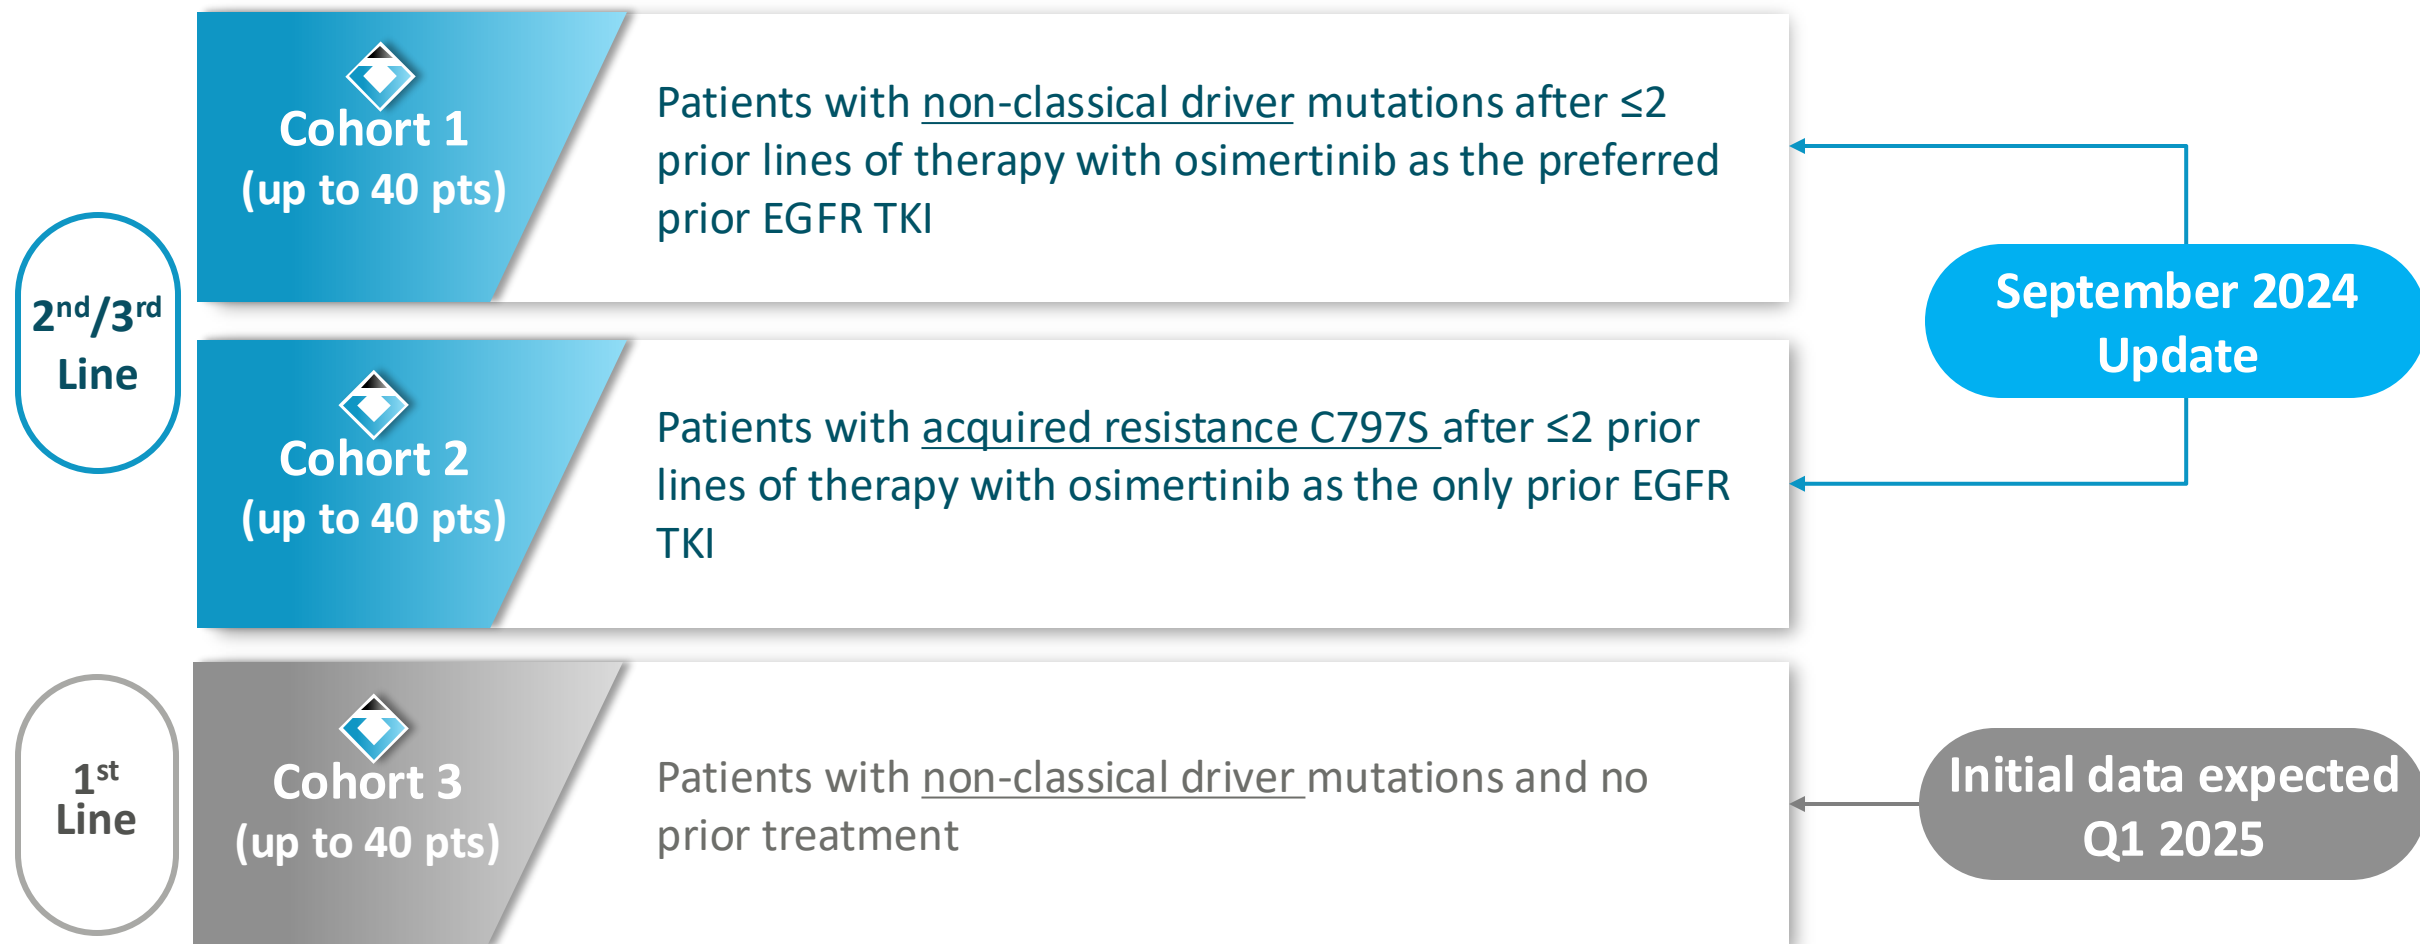 2nd/3rd
Line
Cohort 1
(up to 40 pts)
Patients with non-classical driver mutations after ≤2
prior lines of therapy with osimertinib as the preferred
prior EGFR TKI
Cohort 2
(up to 40 pts)
Patients with acquired resistance C797S after ≤2 prior
lines of therapy with osimertinib as the only prior EGFR
TKI
September 2024
Update
1st
Line
Cohort 3
(up to 40 pts)
Patients with non-classical driver mutations and no
prior treatment
Initial data expected
Q1 2025